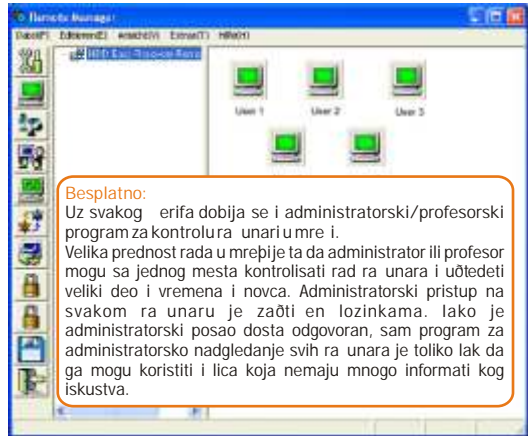 Remote Manager
Datei(F) Editieren(E) Ansicht(V) Extras(T) Hilfe(H)
HDD
User 1 User 2 User 3
Besplatno:
Uz svakog erifa dobija se i administratorski/profesorski
program za kontrolu ra unari u mre i.
Velika prednost rada u mreþi je ta da administrator ili profesor
mogu sa jednog mesta kontrolisati rad ra unara i uðtedeti
veliki deo i vremena i novca. Administratorski pristup na
svakom ra unaru je zaðti en lozinkama. Iako je
administratorski posao dosta odgovoran, sam program za
administratorsko nadgledanje svih ra unara je toliko lak da
ga mogu koristiti i lica koja nemaju mnogo informati kog
iskustva.